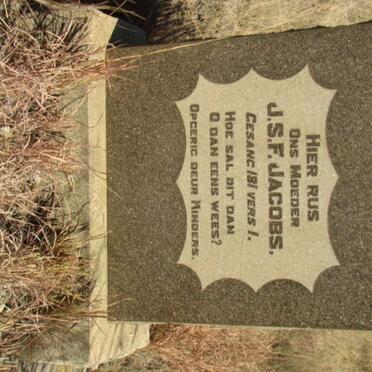 HIER RUS
ONS MOEDER
J.S.F. JACOBS.
GESANG 181 VERS 1.
HOE SAL DIT DAN
O DAN EENS WEES?
OPGERIG DEUR KINDERS.